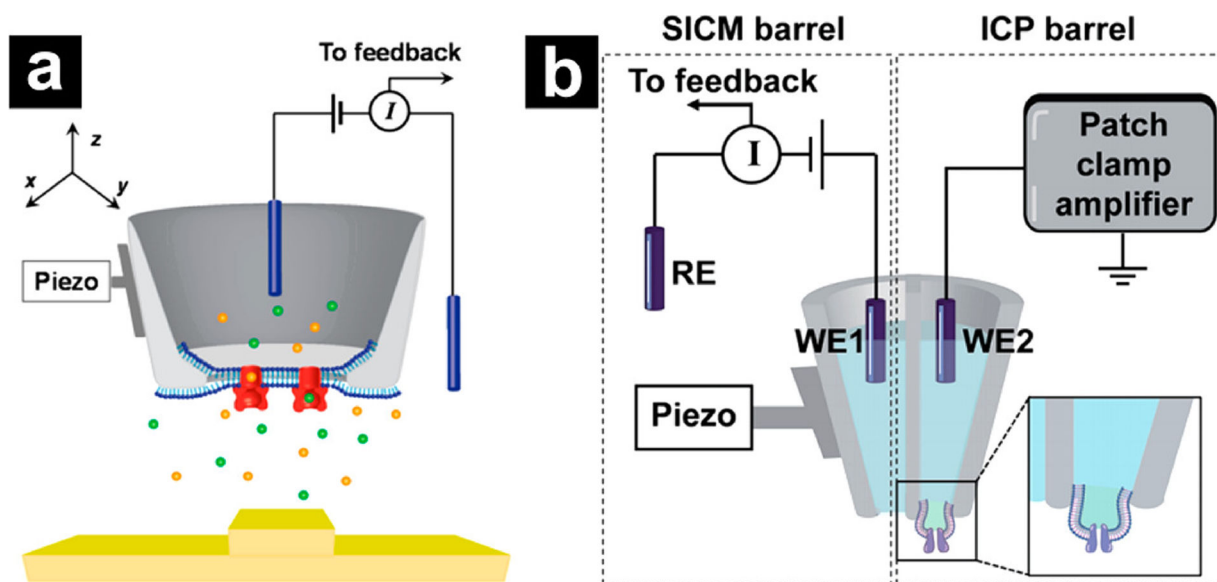 a
To feedback
I
z
x
y
Piezo
b
SICM barrel
ICP barrel
To feedback
I
Patch
clamp
amplifier
RE
WE1
WE2
Piezo